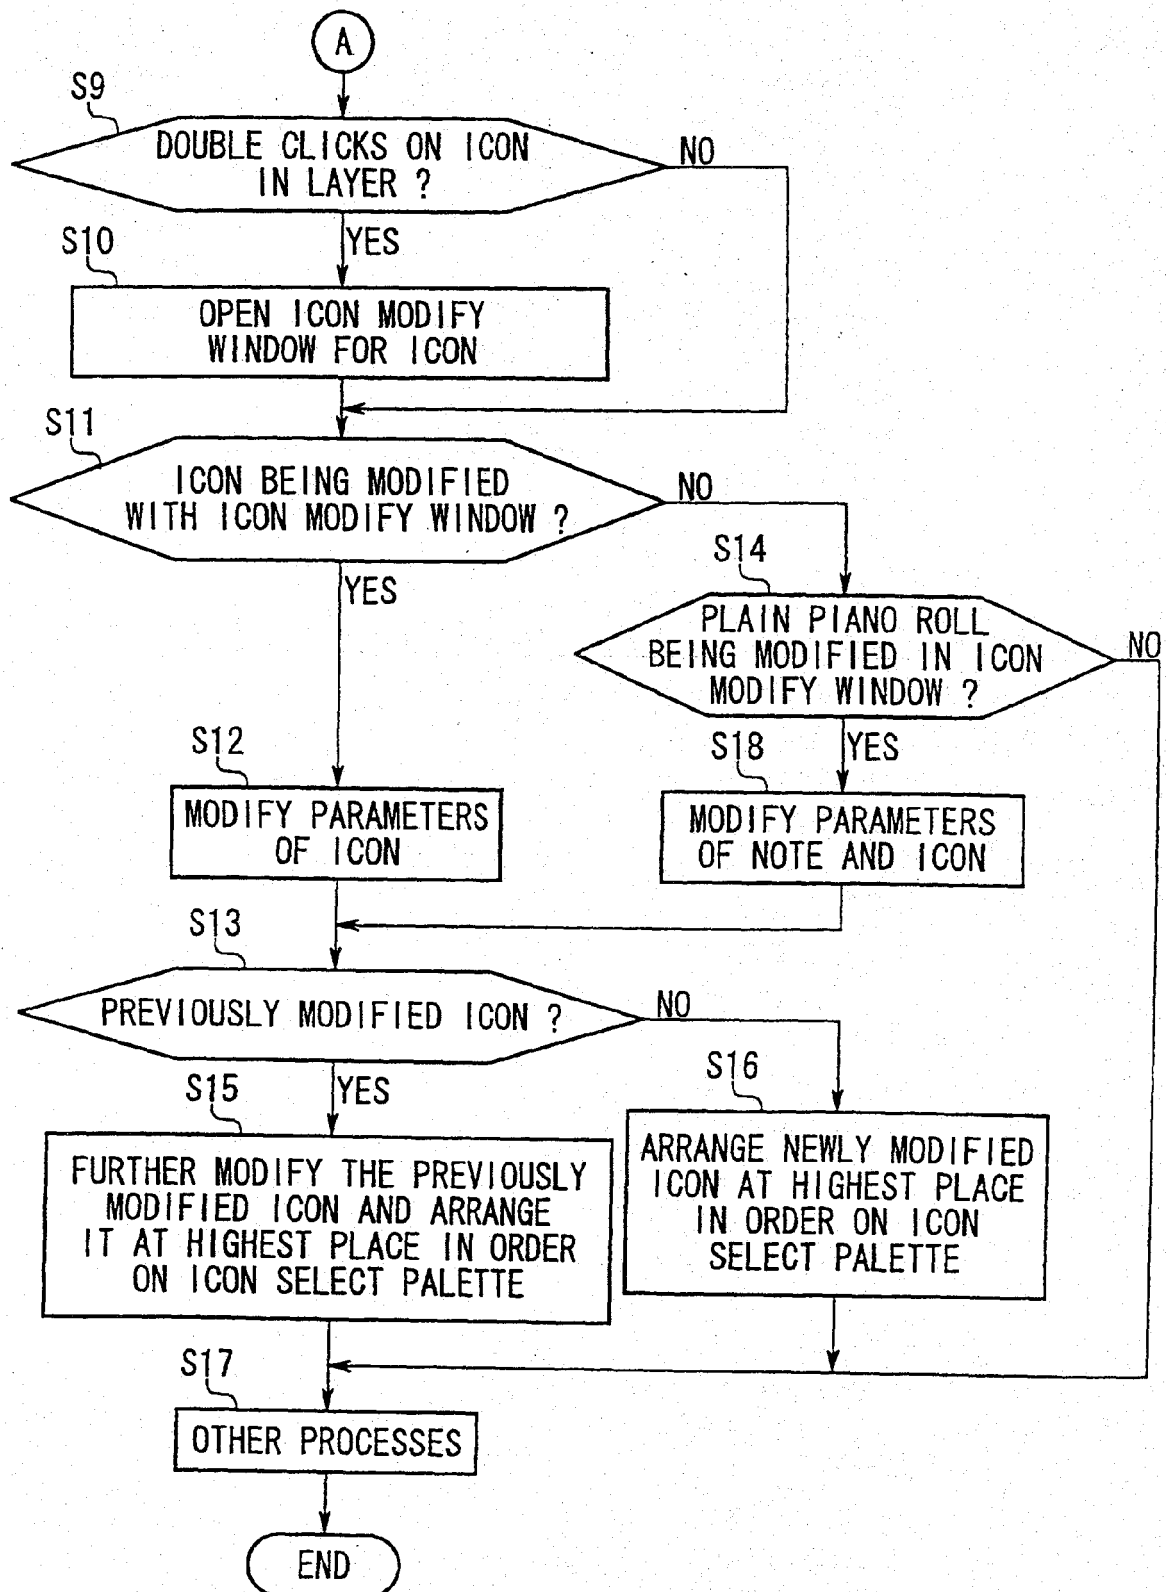 A
S9
DOUBLE CLICKS ON ICON
IN LAYER ?
NO
YES
S10
OPEN ICON MODIFY
WINDOW FOR ICON
S11
ICON BEING MODIFIED
WITH ICON MODIFY WINDOW ?
NO
YES
S14
PLAIN PIANO ROLL
BEING MODIFIED IN ICON
MODIFY WINDOW ?
NO
YES
S12
MODIFY PARAMETERS
OF ICON
S18
MODIFY PARAMETERS
OF NOTE AND ICON
S13
PREVIOUSLY MODIFIED ICON ?
NO
YES
S15
FURTHER MODIFY THE PREVIOUSLY
MODIFIED ICON AND ARRANGE
IT AT HIGHEST PLACE IN ORDER
ON ICON SELECT PALETTE
S16
ARRANGE NEWLY MODIFIED
ICON AT HIGHEST PLACE
IN ORDER ON ICON
SELECT PALETTE
S17
OTHER PROCESSES
END